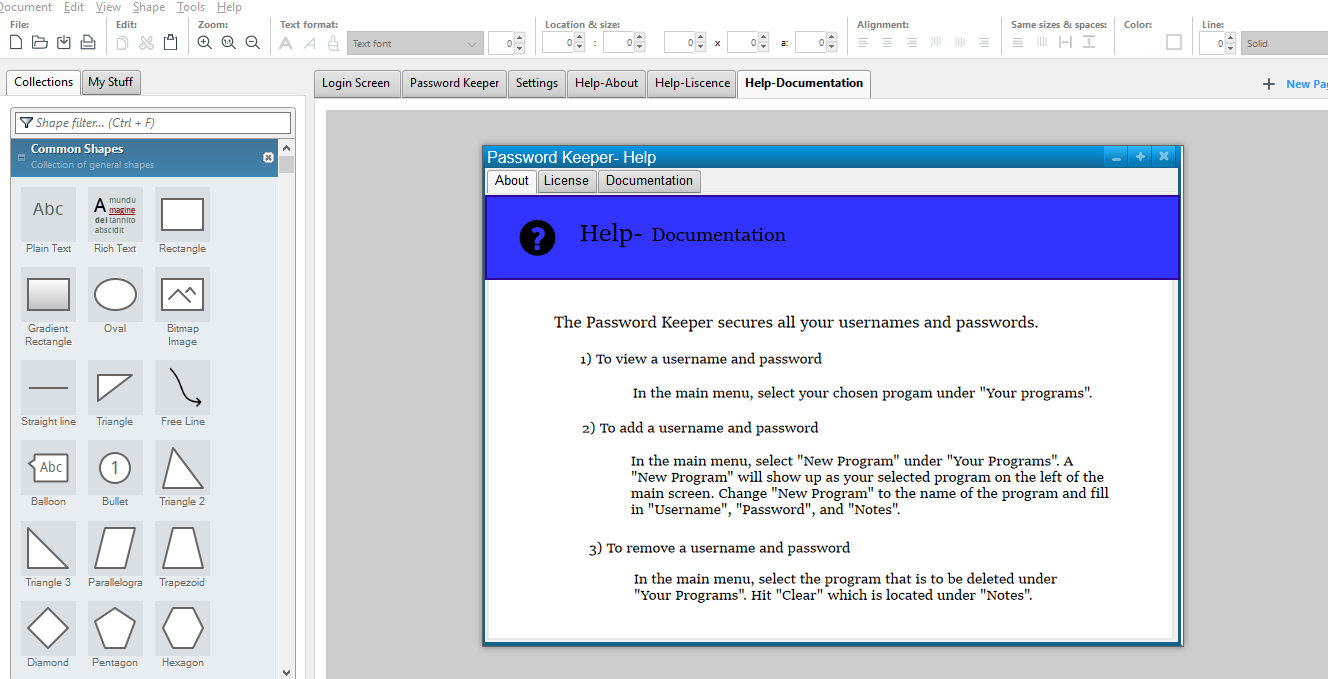 Document Edit View Shape Tools Help
File: Edit: Zoom: Text format: Location & size: Alignment: Same sizes & spaces: Color: Line:
1:1 Text font 0 0 : 0 0 x 0 a: 0 0 Solid
Collections My Stuff
Login Screen Password Keeper Settings Help-About Help-Liscence Help-Documentation
New Pa
Shape filter... (Ctrl + F)
Common Shapes
Collection of general shapes
Abc
A mundu
magine
del tannito
abscidit
Plain Text Rich Text Rectangle
Gradient Rectangle Oval Bitmap Image
Straight line Triangle Free Line
Abc 1
Balloon Bullet Triangle 2
Triangle 3 Parallelogra Trapezoid
Diamond Pentagon Hexagon
Password Keeper- Help
About License Documentation
? Help- Documentation
The Password Keeper secures all your usernames and passwords.
1) To view a username and password
In the main menu, select your chosen progam under "Your programs".
2) To add a username and password
In the main menu, select "New Program" under "Your Programs". A
"New Program" will show up as your selected program on the left of the
main screen. Change "New Program" to the name of the program and fill
in "Username", "Password", and "Notes".
3) To remove a username and password
In the main menu, select the program that is to be deleted under
"Your Programs". Hit "Clear" which is located under "Notes".